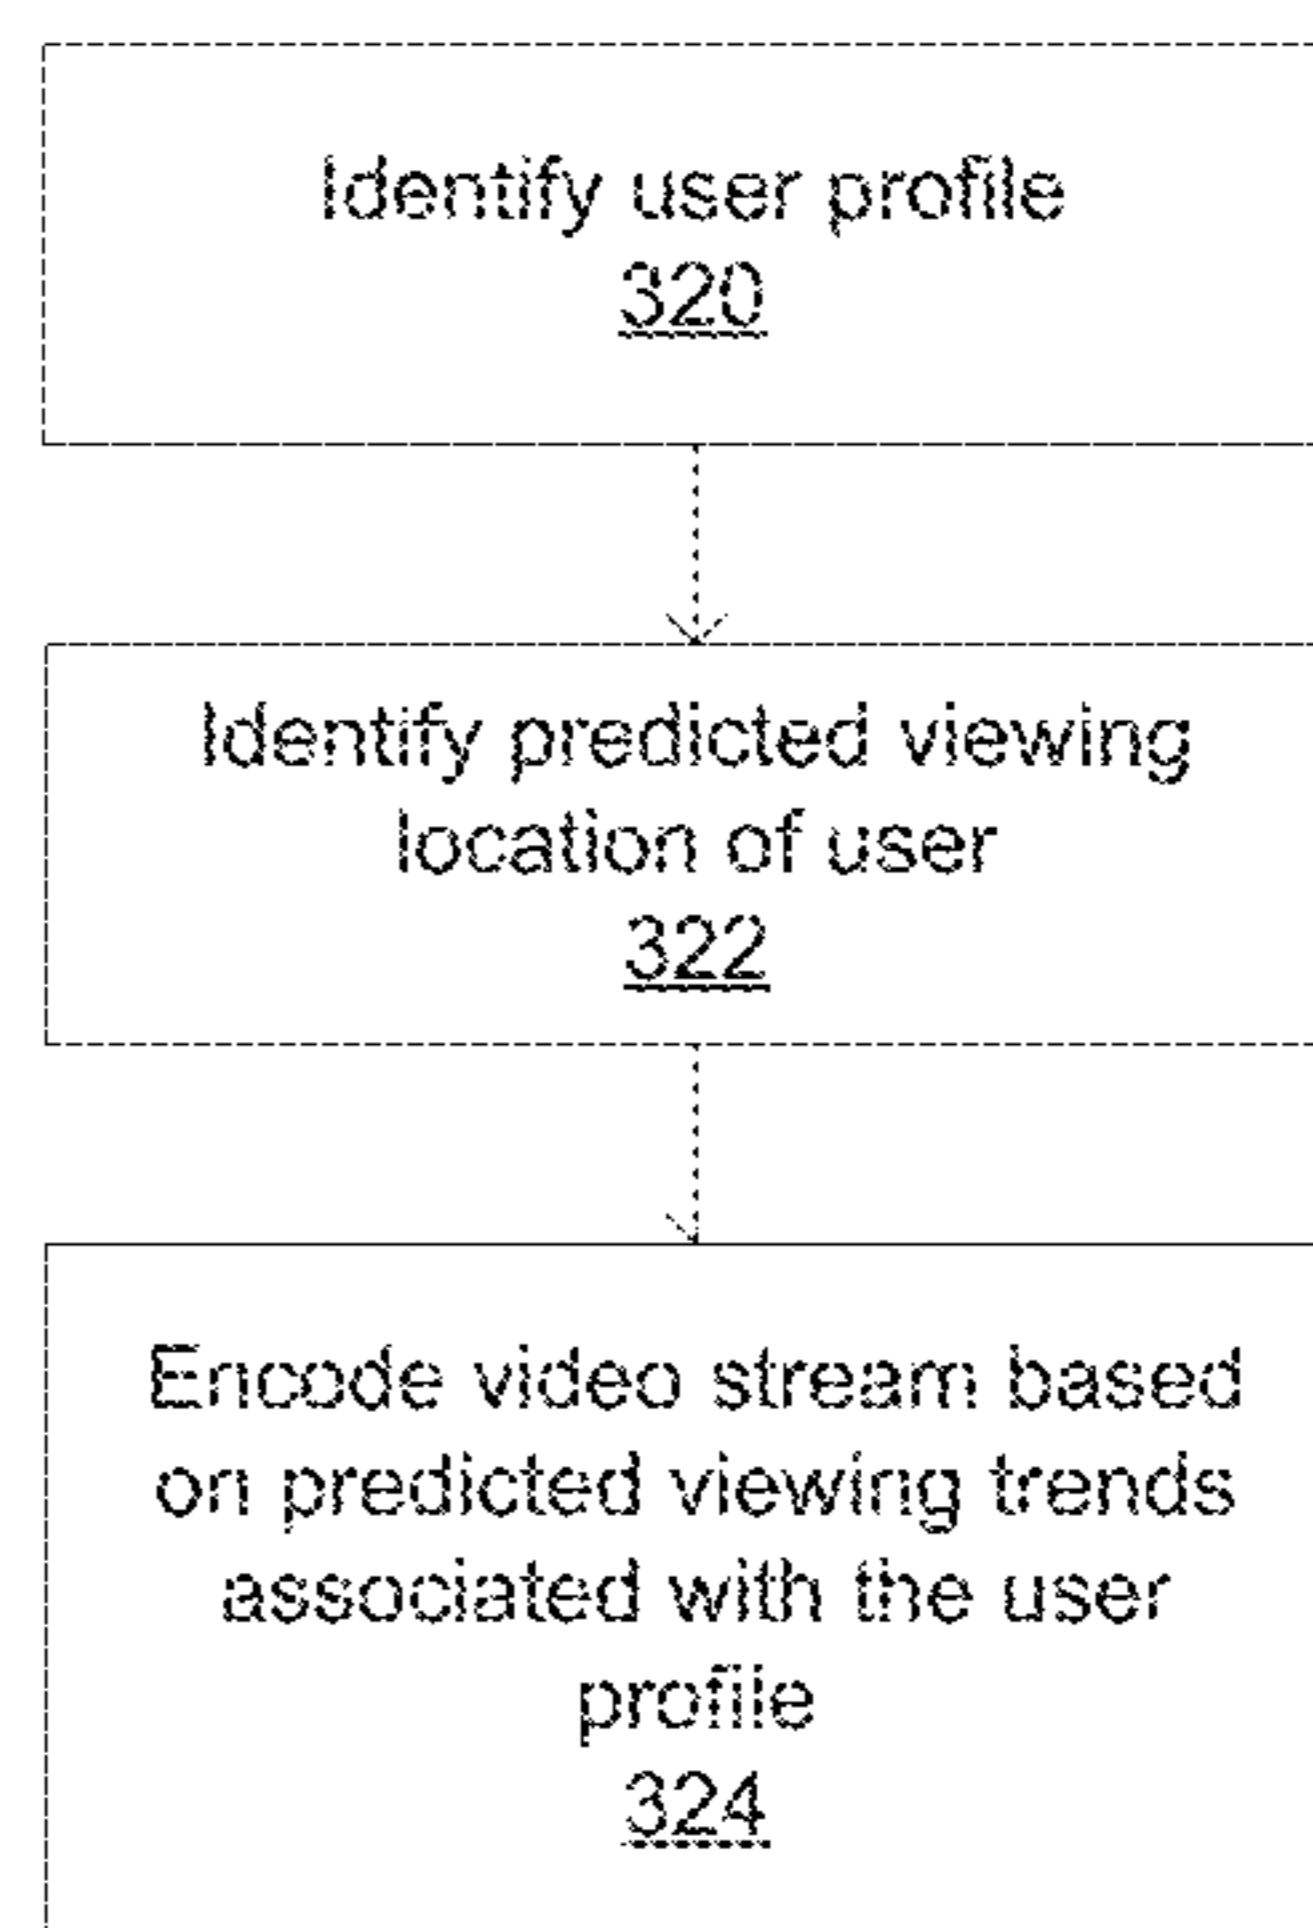 Identify user profile
320
Identify predicted viewing
location of user
322
Encode video stream based
on predicted viewing trends
associated with the user
profile
324